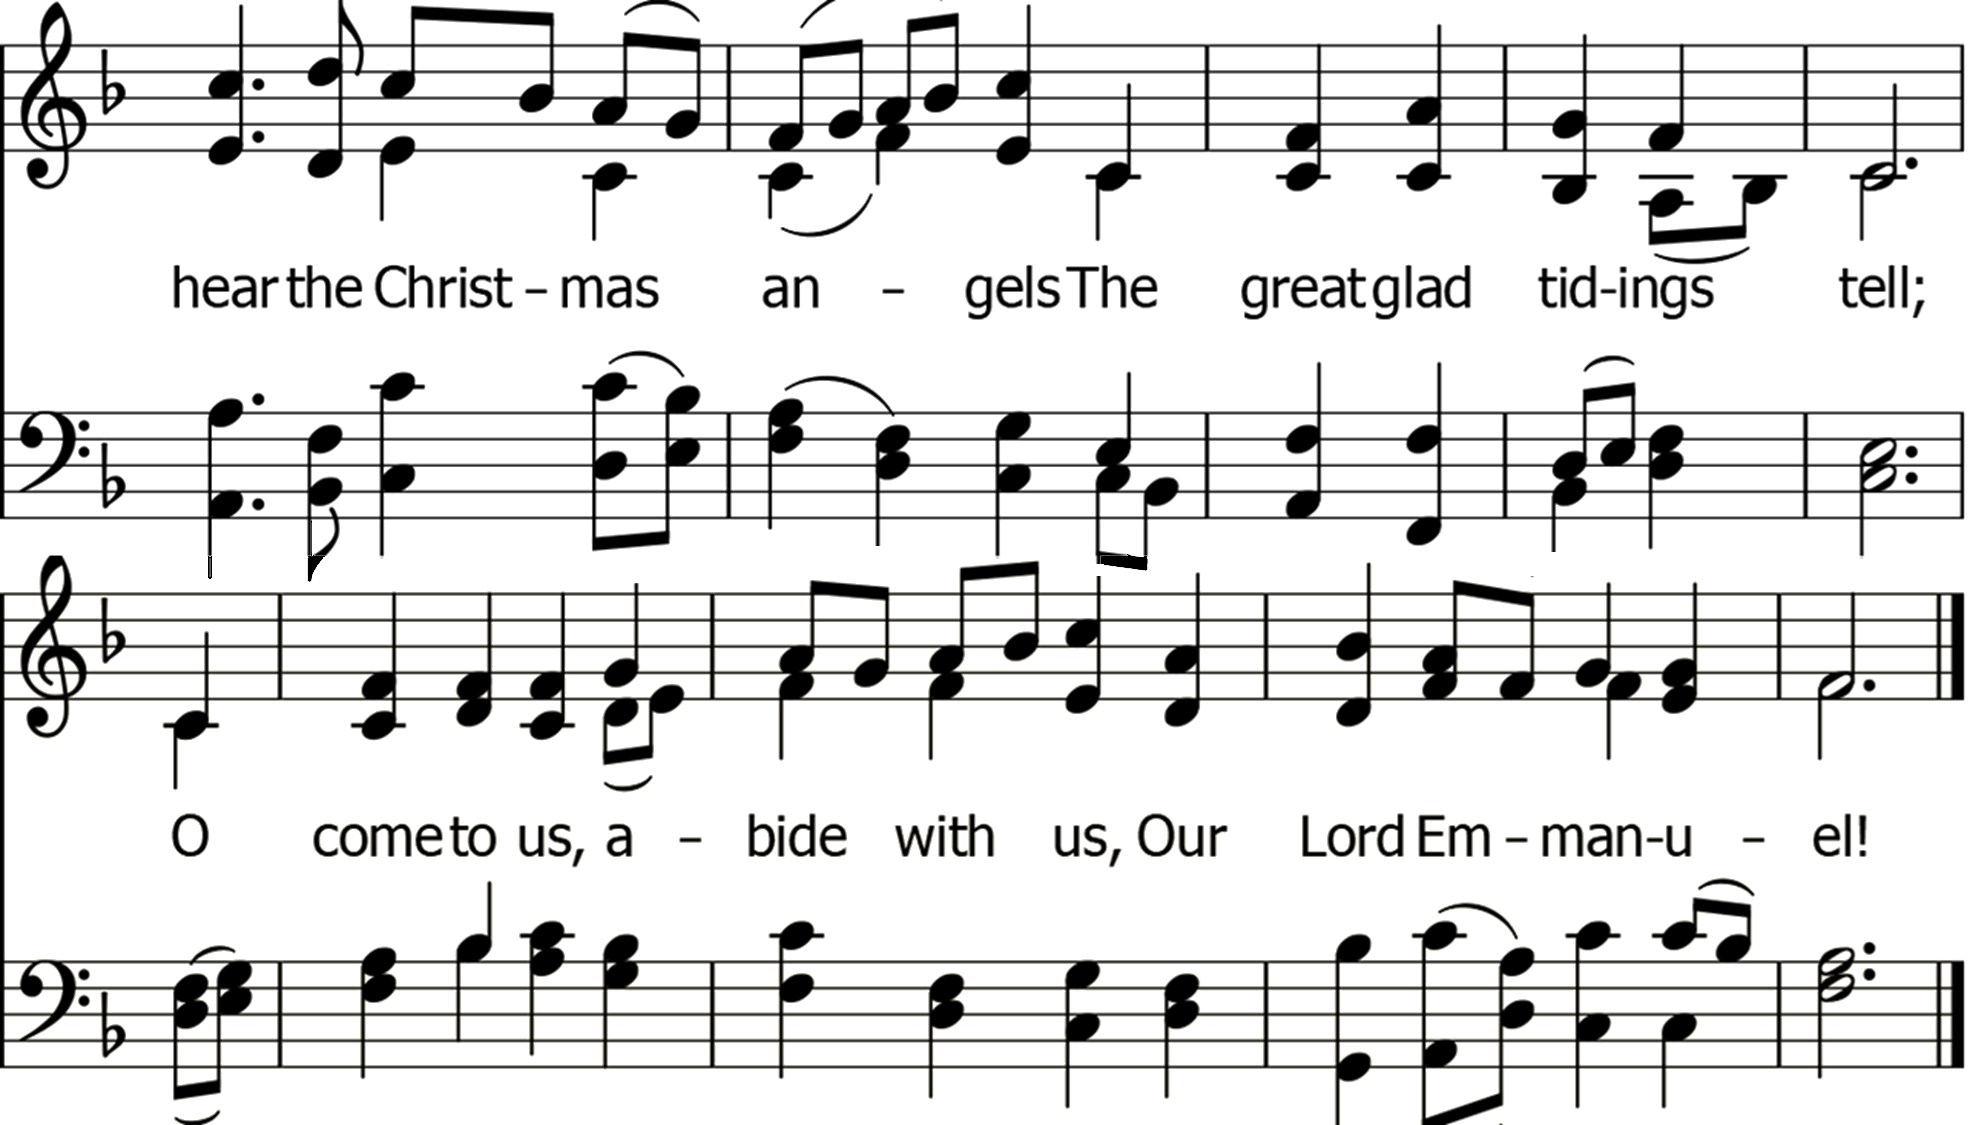 hear the Christ – mas an – gels The great glad tid-ings tell;
O come to us, a – bide with us, Our Lord Em – man-u – el!